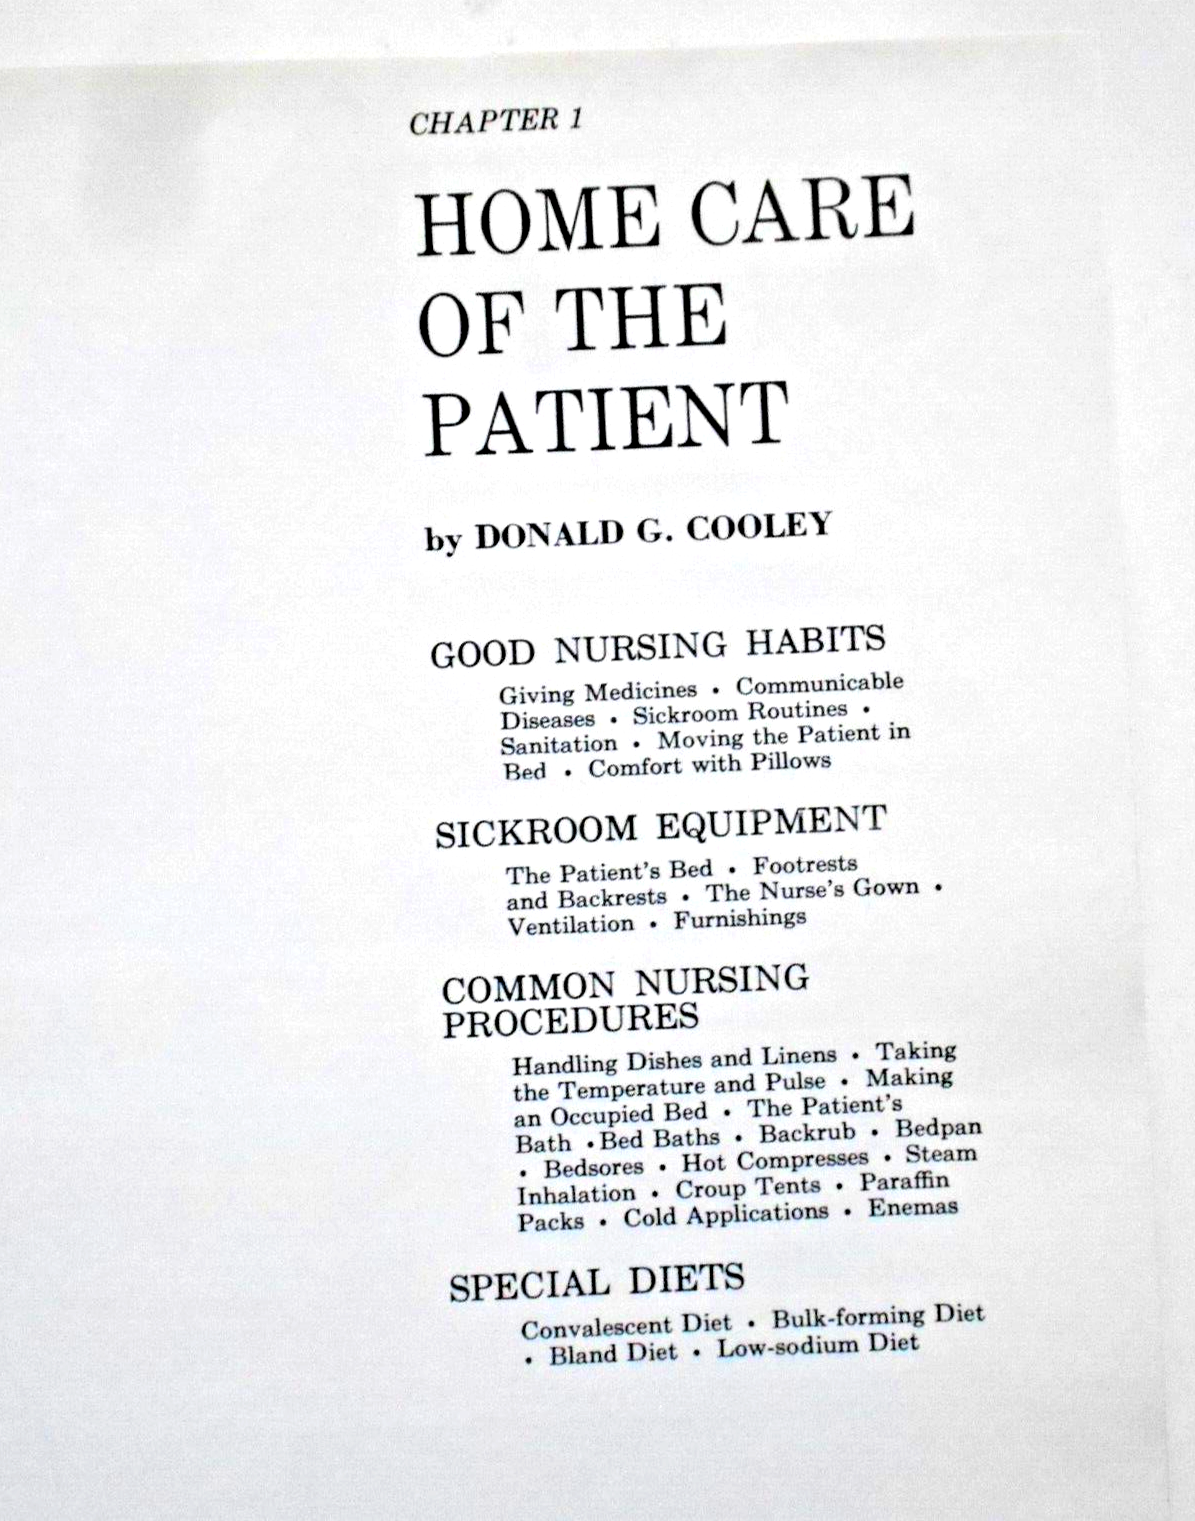 CHAPTER 1
HOME CARE
OF THE
PATIENT
by DONALD G. COOLEY
GOOD NURSING HABITS
Giving Medicines • Communicable
Diseases • Sickroom Routines •
Sanitation • Moving the Patient in
Bed • Comfort with Pillows
SICKROOM EQUIPMENT
The Patient's Bed • Footrests
and Backrests • The Nurse's Gown •
Ventilation • Furnishings
COMMON NURSING
PROCEDURES
Handling Dishes and Linens • Taking
the Temperature and Pulse • Making
an Occupied Bed • The Patient's
Bath • Bed Baths • Backrub • Bedpan
• Bedsores • Hot Compresses • Steam
Inhalation • Croup Tents • Paraffin
Packs • Cold Applications • Enemas
SPECIAL DIETS
Convalescent Diet • Bulk-forming Diet
• Bland Diet • Low-sodium Diet